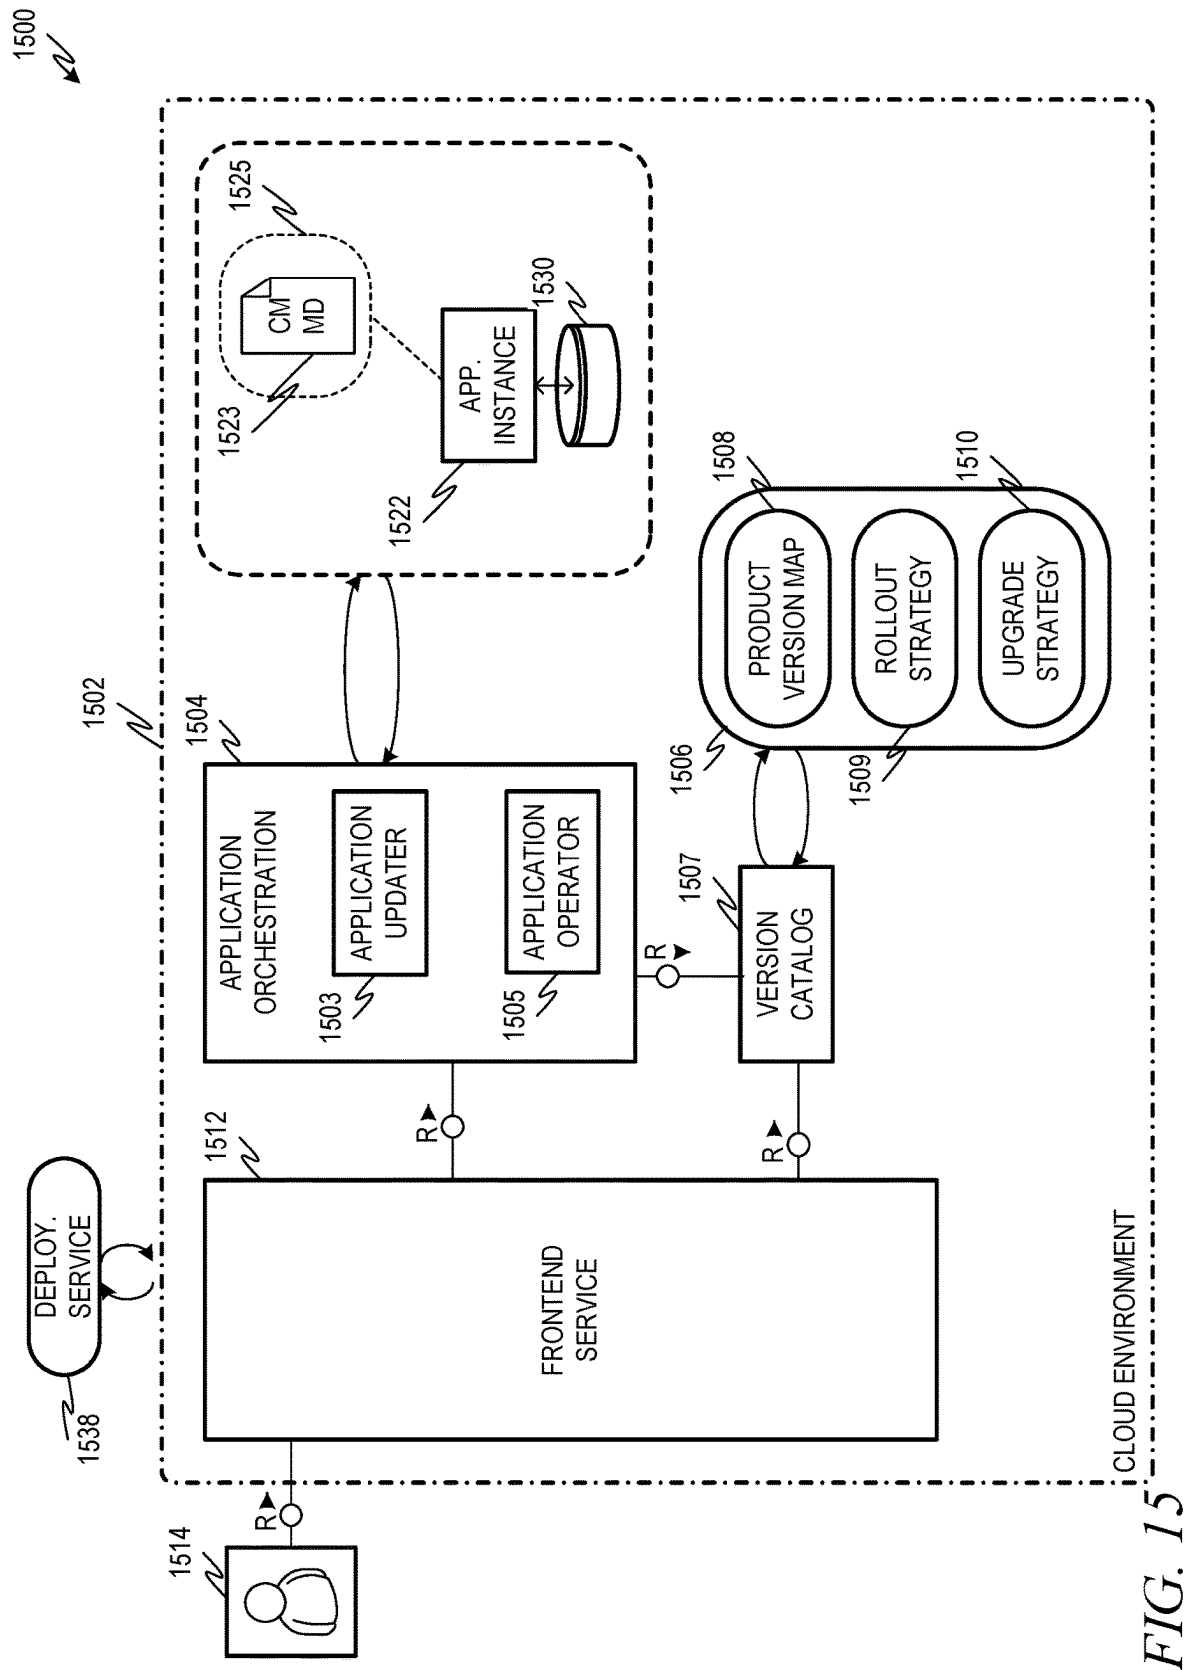 1500
1538
DEPLOY.
SERVICE
1502
1514
R
FRONTEND
SERVICE
1512
R
R
APPLICATION
ORCHESTRATION
1504
APPLICATION
UPDATER
1503
APPLICATION
OPERATOR
1505
R
VERSION
CATALOG
1507
1525
CM
MD
1523
APP.
INSTANCE
1522
1530
1506
PRODUCT
VERSION MAP
1508
ROLLOUT
STRATEGY
1509
UPGRADE
STRATEGY
1510
CLOUD ENVIRONMENT
FIG. 15